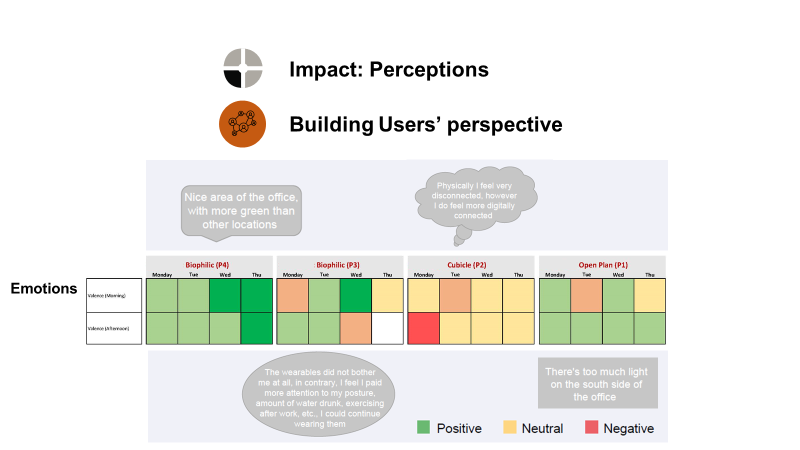 Impact: Perceptions
Building Users’ perspective
Nice area of the office,
with more green than
other locations
Physically I feel very
disconnected, however
I do feel more digitally
connected
Biophilic (P4)
Biophilic (P3)
Cubicle (P2)
Open Plan (P1)
Monday Tue Wed Thu
Monday Tue Wed Thu
Monday Tue Wed Thu
Monday Tue Wed Thu
Emotions
Valence (Morning)
Valence (Afternoon)
The wearables did not bother
me at all, in contrary, I feel I paid
more attention to my posture,
amount of water drunk, exercising
after work, etc., I could continue
wearing them
There's too much light
on the south side of
the office
Positive
Neutral
Negative